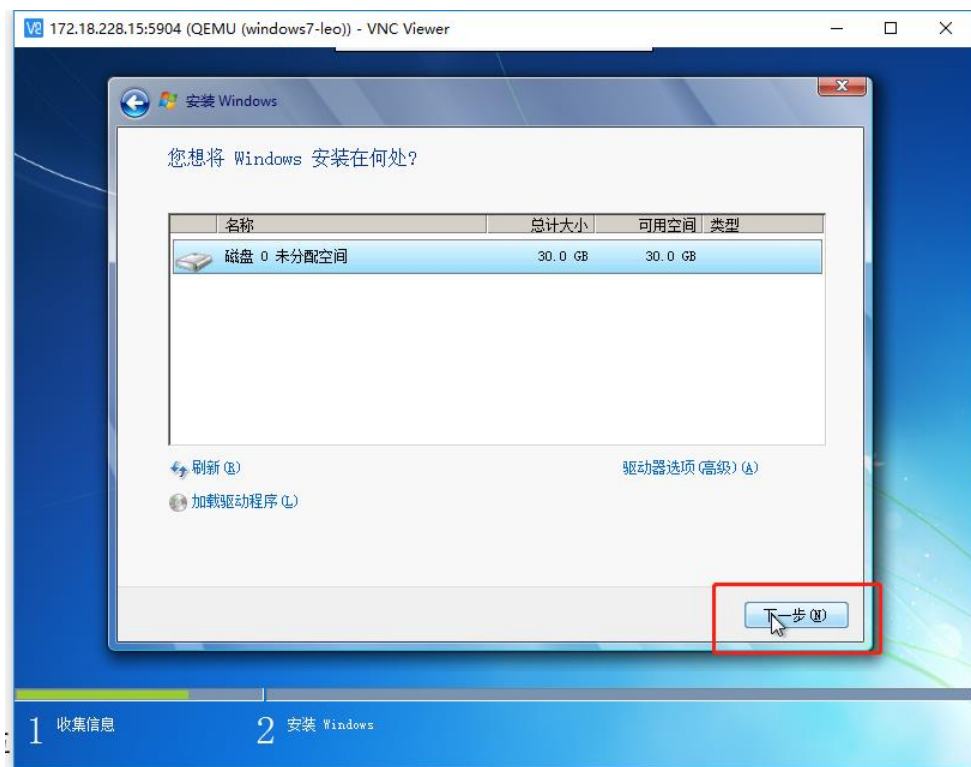 172.18.228.15:5904 (QEMU (windows7-leo)) - VNC Viewer
安装 Windows
您想将 Windows 安装在何处?
名称 总计大小 可用空间 类型
磁盘 0 未分配空间 30.0 GB 30.0 GB
刷新(R) 驱动器选项(高级)(A)
加载驱动程序(L)
下一步(N)
1 收集信息 2 安装 Windows